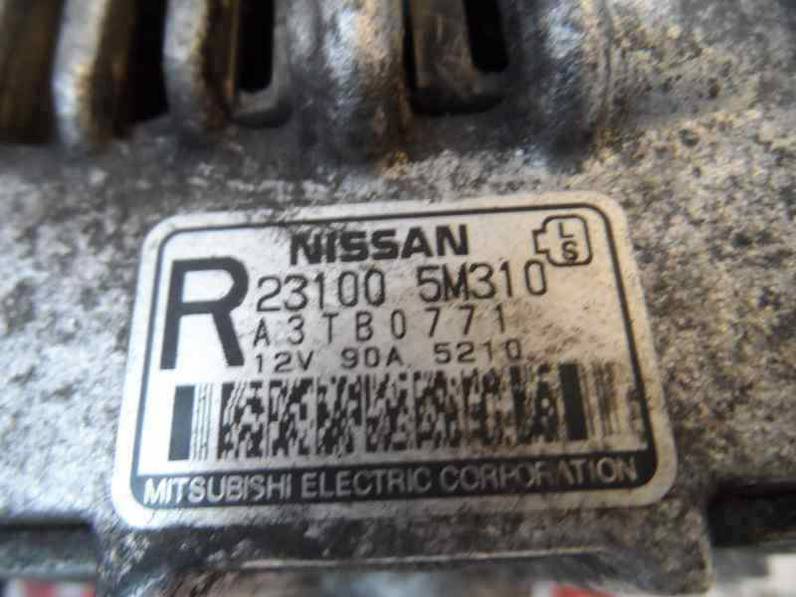 NISSAN
L
S
R
23100 5M310
A3TB0771
12V 90A 5210
MITSUBISHI ELECTRIC CORPORATION